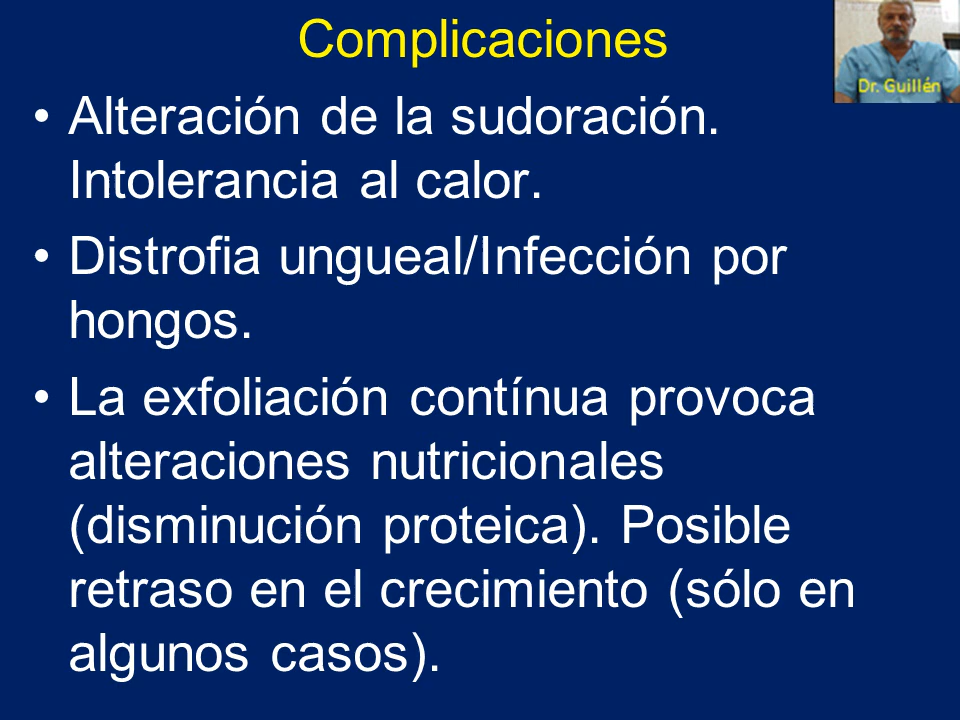 Complicaciones
Dr. Guillén
• Alteración de la sudoración.
Intolerancia al calor.
• Distrofia ungueal/Infección por
hongos.
• La exfoliación contínua provoca
alteraciones nutricionales
(disminución proteica). Posible
retraso en el crecimiento (sólo en
algunos casos).